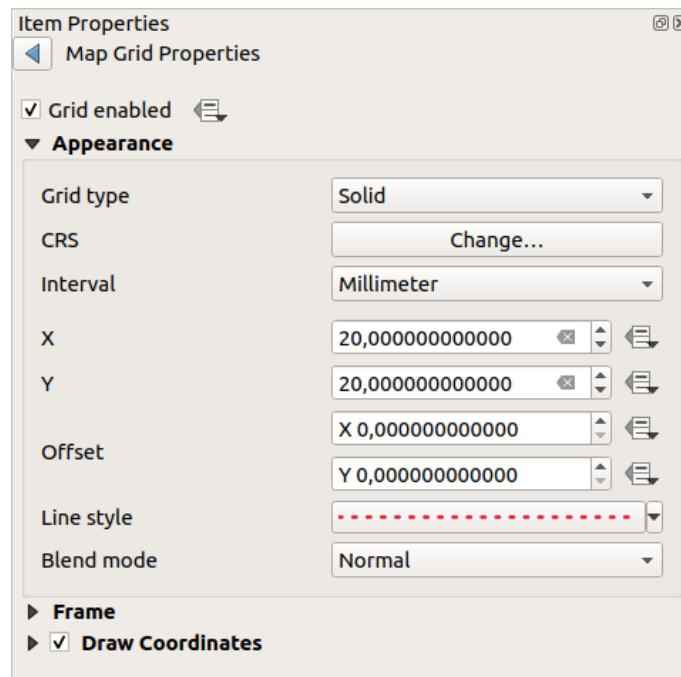 Item Properties
Map Grid Properties
Grid enabled
Appearance
Grid type Solid
CRS Change...
Interval Millimeter
X 20,000000000000
Y 20,000000000000
Offset X 0,000000000000
Y 0,000000000000
Line style
Blend mode Normal
Frame
Draw Coordinates